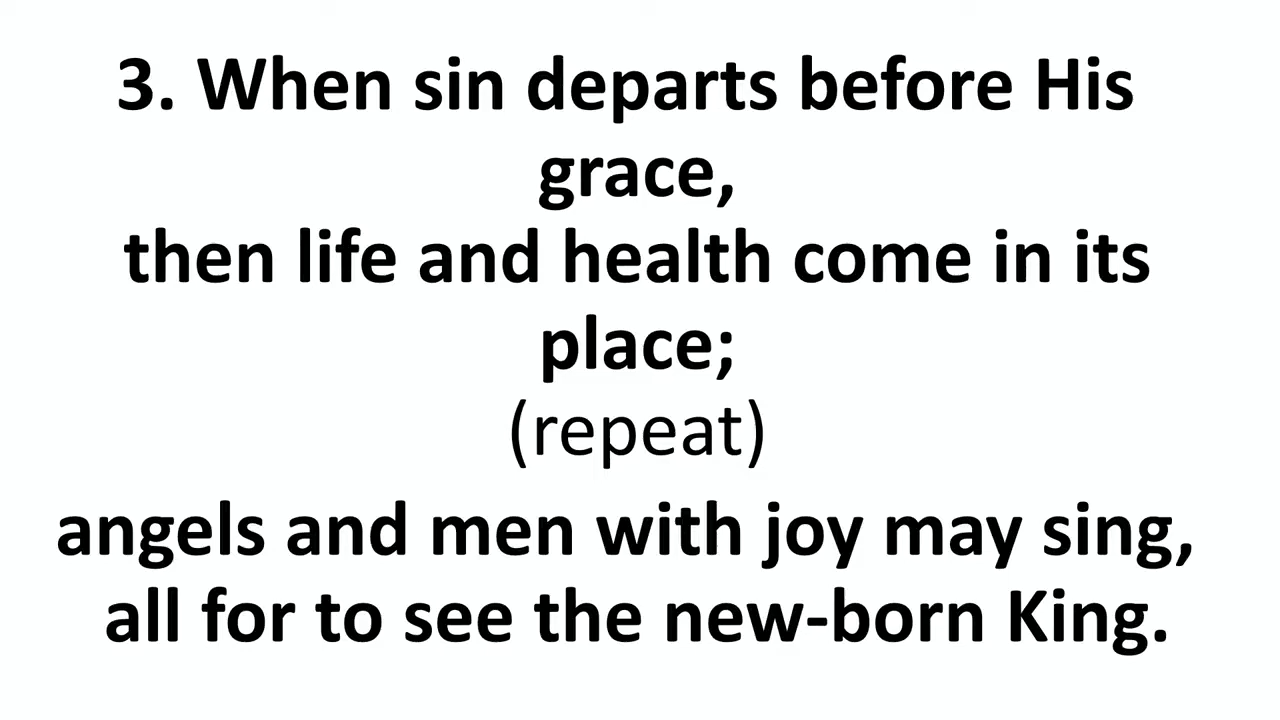 3. When sin departs before His
grace,
then life and health come in its
place;
(repeat)
angels and men with joy may sing,
all for to see the new-born King.